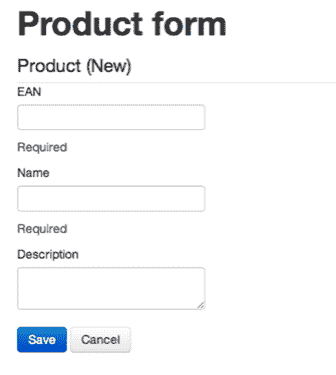 Product form
Product (New)
EAN
Required
Name
Required
Description
Save Cancel